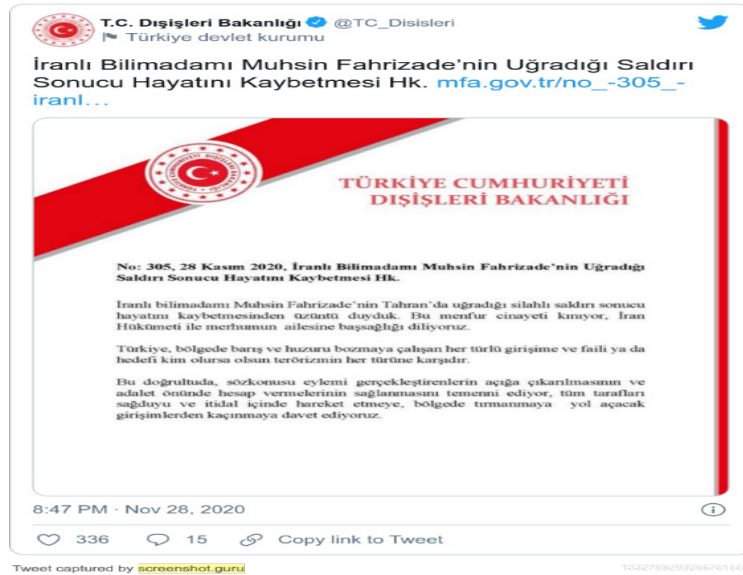 T.C. Dışişleri Bakanlığı @TC_Disisleri
Türkiye devlet kurumu
İranlı Bilimadamı Muhsin Fahrizade’nin Uğradığı Saldırı
Sonucu Hayatını Kaybetmesi Hk. mfa.gov.tr/no_-305_-
iranl...
TÜRKİYE CUMHURİYETİ
DIŞİŞLERİ BAKANLIĞI
No: 305, 28 Kasım 2020, İranlı Bilimadamı Muhsin Fahrizade’nin Uğradığı
Saldırı Sonucu Hayatını Kaybetmesi Hk.
İranlı bilimadamı Muhsin Fahrizade’nin Tahran’da uğradığı silahlı saldırı sonucu
hayatını kaybetmesinden üzüntü duyduk. Bu menfur cinayeti kınıyor, İran
Hükümeti ile merhumun ailesine başsağlığı diliyoruz.
Türkiye, bölgede barış ve huzuru bozmaya çalışan her türlü girişime ve faili ya da
hedefi kim olursa olsun terörizmin her türüne karşıdır.
Bu doğrultuda, sözkonusu eylemi gerçekleştirenlerin açığa çıkarılmasının ve
adalet önünde hesap vermelerinin sağlanmasını temenni ediyor, tüm tarafları
sağduyu ve itidal içinde hareket etmeye, bölgede tırmanmaya yol açacak
girişimlerden kaçınmaya davet ediyoruz.
8:47 PM · Nov 28, 2020
336 15 Copy link to Tweet
Tweet captured by screenshot.guru